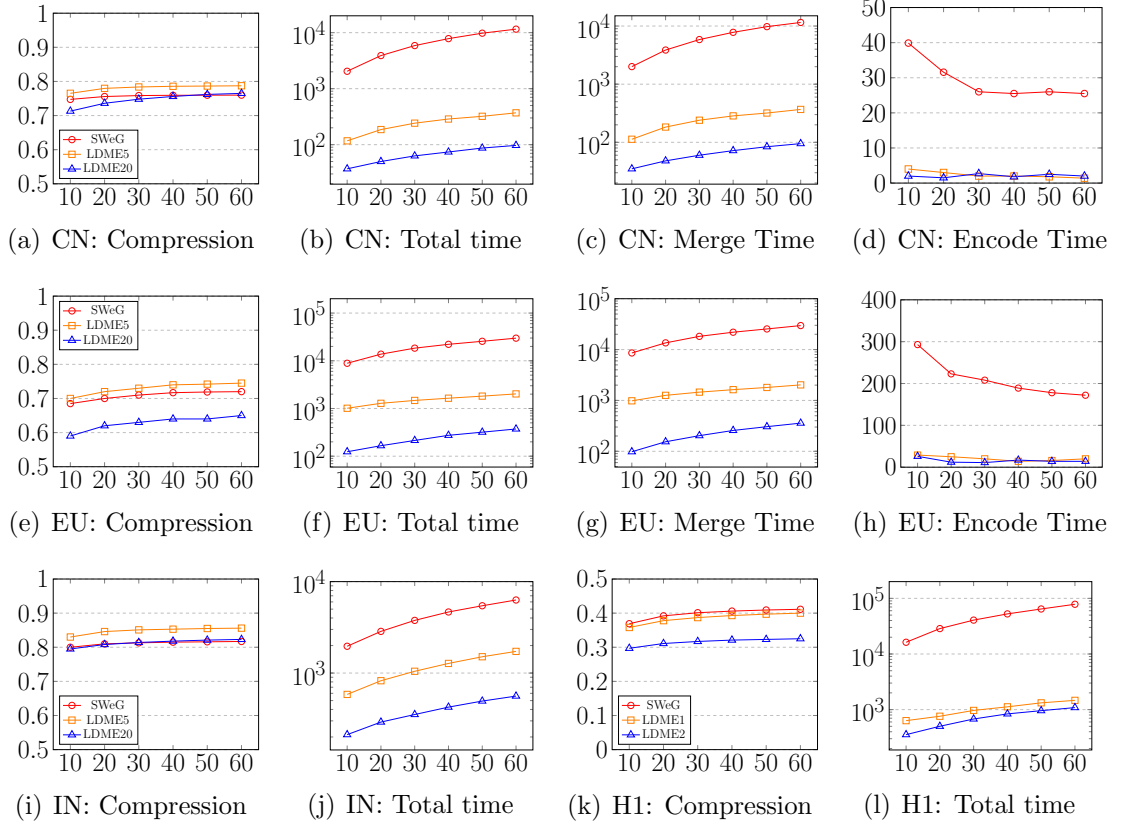 1
0.9
0.8
0.7
0.6
0.5
SWeG
LDME5
LDME20
10 20 30 40 50 60
(a) CN: Compression
10^4
10^3
10^2
10 20 30 40 50 60
(b) CN: Total time
10^4
10^3
10^2
10 20 30 40 50 60
(c) CN: Merge Time
50
40
30
20
10
0
10 20 30 40 50 60
(d) CN: Encode Time
1
0.9
0.8
0.7
0.6
0.5
SWeG
LDME5
LDME20
10 20 30 40 50 60
(e) EU: Compression
10^5
10^4
10^3
10^2
10 20 30 40 50 60
(f) EU: Total time
10^5
10^4
10^3
10^2
10 20 30 40 50 60
(g) EU: Merge Time
400
300
200
100
0
10 20 30 40 50 60
(h) EU: Encode Time
1
0.9
0.8
0.7
0.6
0.5
SWeG
LDME5
LDME20
10 20 30 40 50 60
(i) IN: Compression
10^4
10^3
10 20 30 40 50 60
(j) IN: Total time
0.5
0.4
0.3
0.2
0.1
0
SWeG
LDME1
LDME2
10 20 30 40 50 60
(k) H1: Compression
10^5
10^4
10^3
10 20 30 40 50 60
(l) H1: Total time